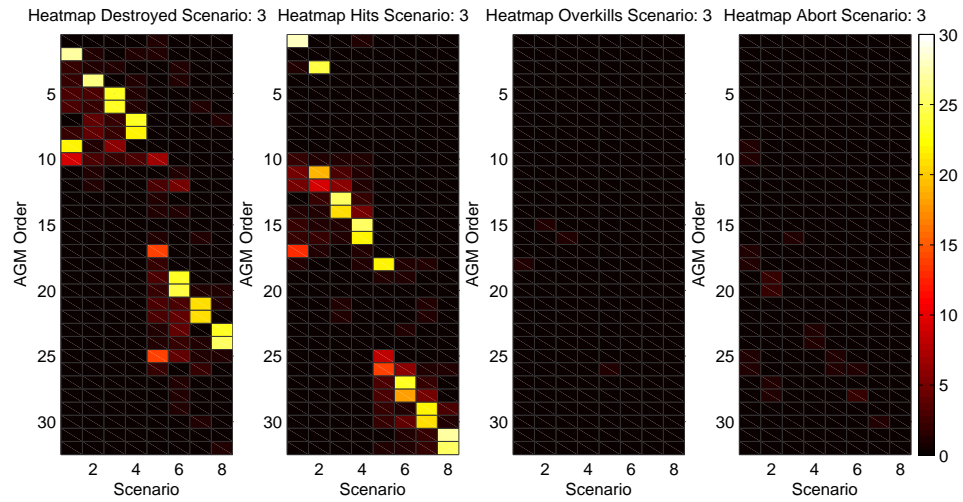 Heatmap Destroyed Scenario: 3
Heatmap Hits Scenario: 3
Heatmap Overkills Scenario: 3
Heatmap Abort Scenario: 3
AGM Order
5
10
15
20
25
30
2 4 6 8
Scenario
AGM Order
5
10
15
20
25
30
2 4 6 8
Scenario
AGM Order
5
10
15
20
25
30
2 4 6 8
Scenario
AGM Order
5
10
15
20
25
30
2 4 6 8
Scenario
30
25
20
15
10
5
0